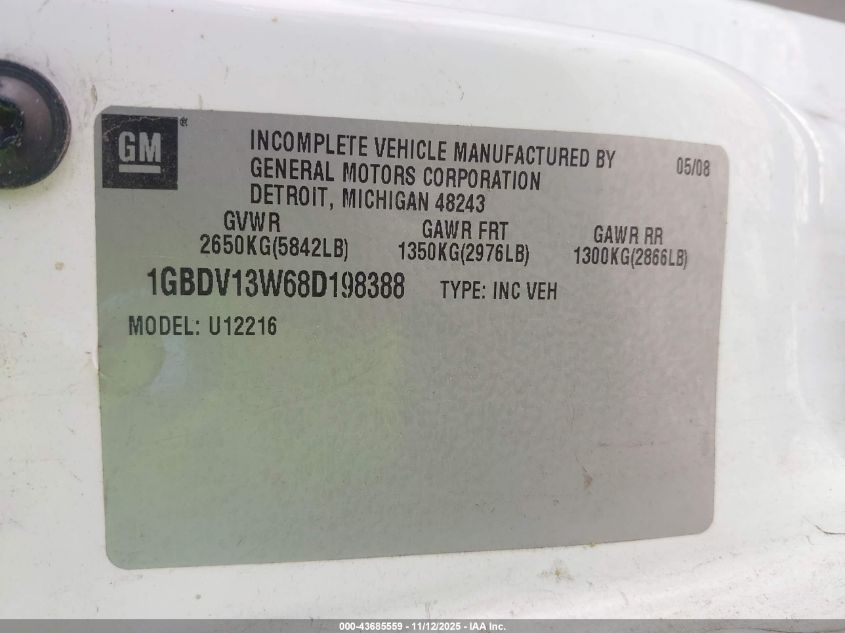 GM®
INCOMPLETE VEHICLE MANUFACTURED BY 05/08
GENERAL MOTORS CORPORATION
DETROIT, MICHIGAN 48243
GVWR GAWR FRT GAWR RR
2650KG(5842LB) 1350KG(2976LB) 1300KG(2866LB)
1GBDV13W68D198388 TYPE: INC VEH
MODEL: U12216
000-43685559 - 11/12/2025 - IAA Inc.